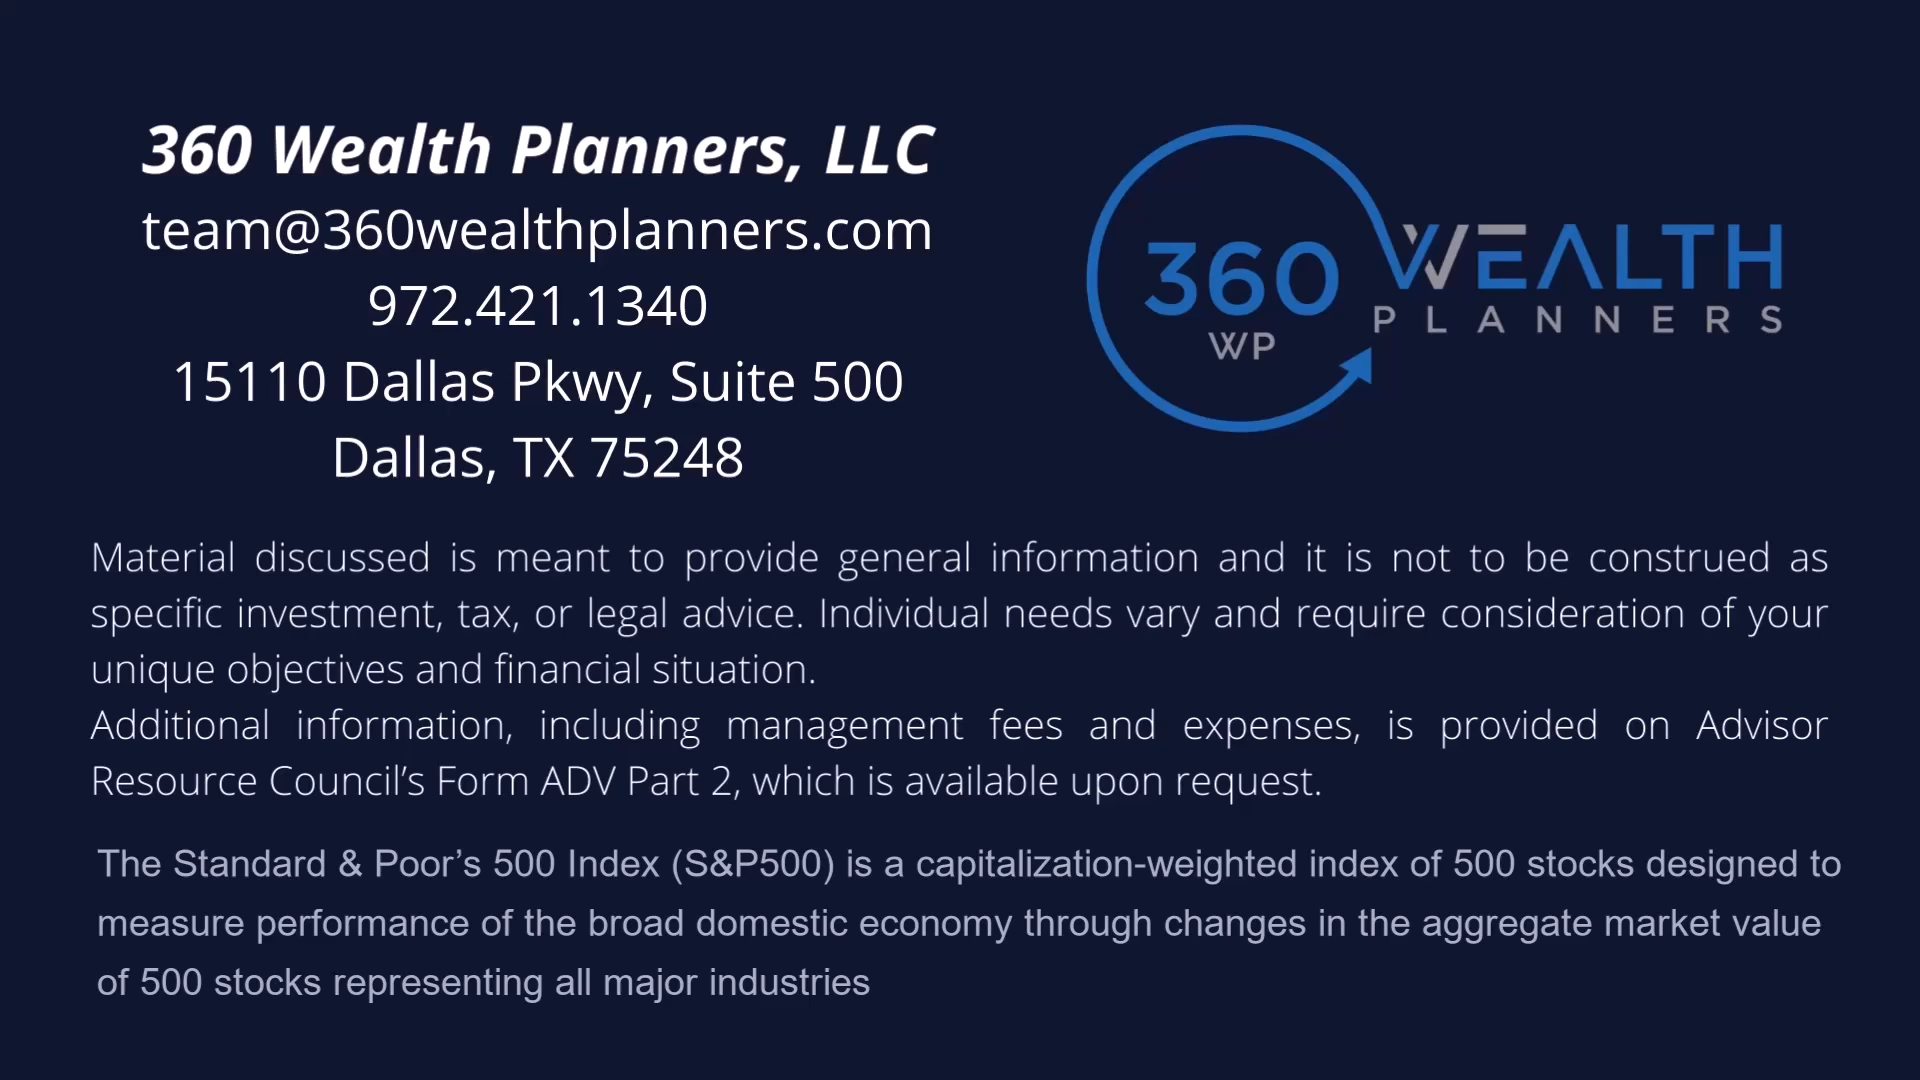 360 Wealth Planners, LLC
team@360wealthplanners.com
972.421.1340
15110 Dallas Pkwy, Suite 500
Dallas, TX 75248
360
WP
WEALTH
PLANNERS
Material discussed is meant to provide general information and it is not to be construed as
specific investment, tax, or legal advice. Individual needs vary and require consideration of your
unique objectives and financial situation.
Additional information, including management fees and expenses, is provided on Advisor
Resource Council’s Form ADV Part 2, which is available upon request.
The Standard & Poor’s 500 Index (S&P500) is a capitalization-weighted index of 500 stocks designed to
measure performance of the broad domestic economy through changes in the aggregate market value
of 500 stocks representing all major industries